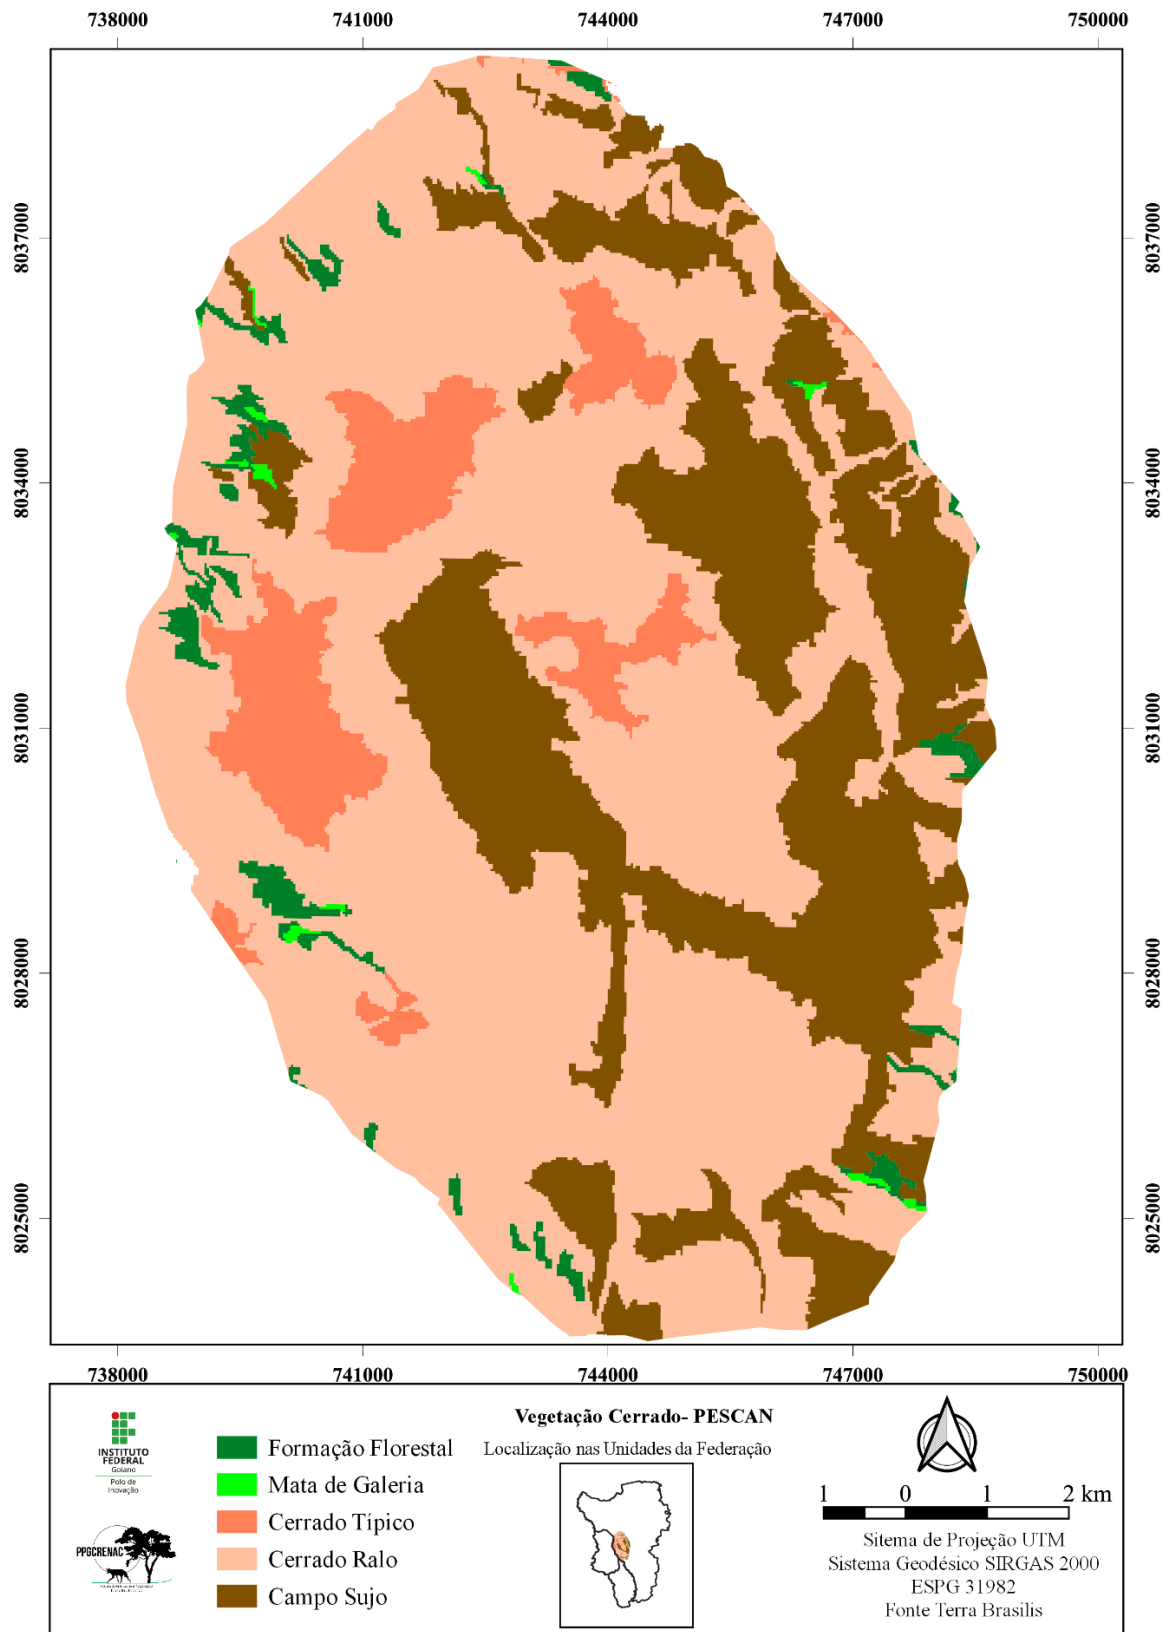 738000 741000 744000 747000 750000
8037000 8037000
8034000 8034000
8031000 8031000
8028000 8028000
8025000 8025000
738000 741000 744000 747000 750000
INSTITUTO
FEDERAL
Goiano
Polo de
Inovação
PPGCRENAC
Formação Florestal
Mata de Galeria
Cerrado Típico
Cerrado Ralo
Campo Sujo
Vegetação Cerrado- PESCAN
Localização nas Unidades da Federação
1 0 1 2 km
Sitema de Projeção UTM
Sistema Geodésico SIRGAS 2000
ESPG 31982
Fonte Terra Brasilis